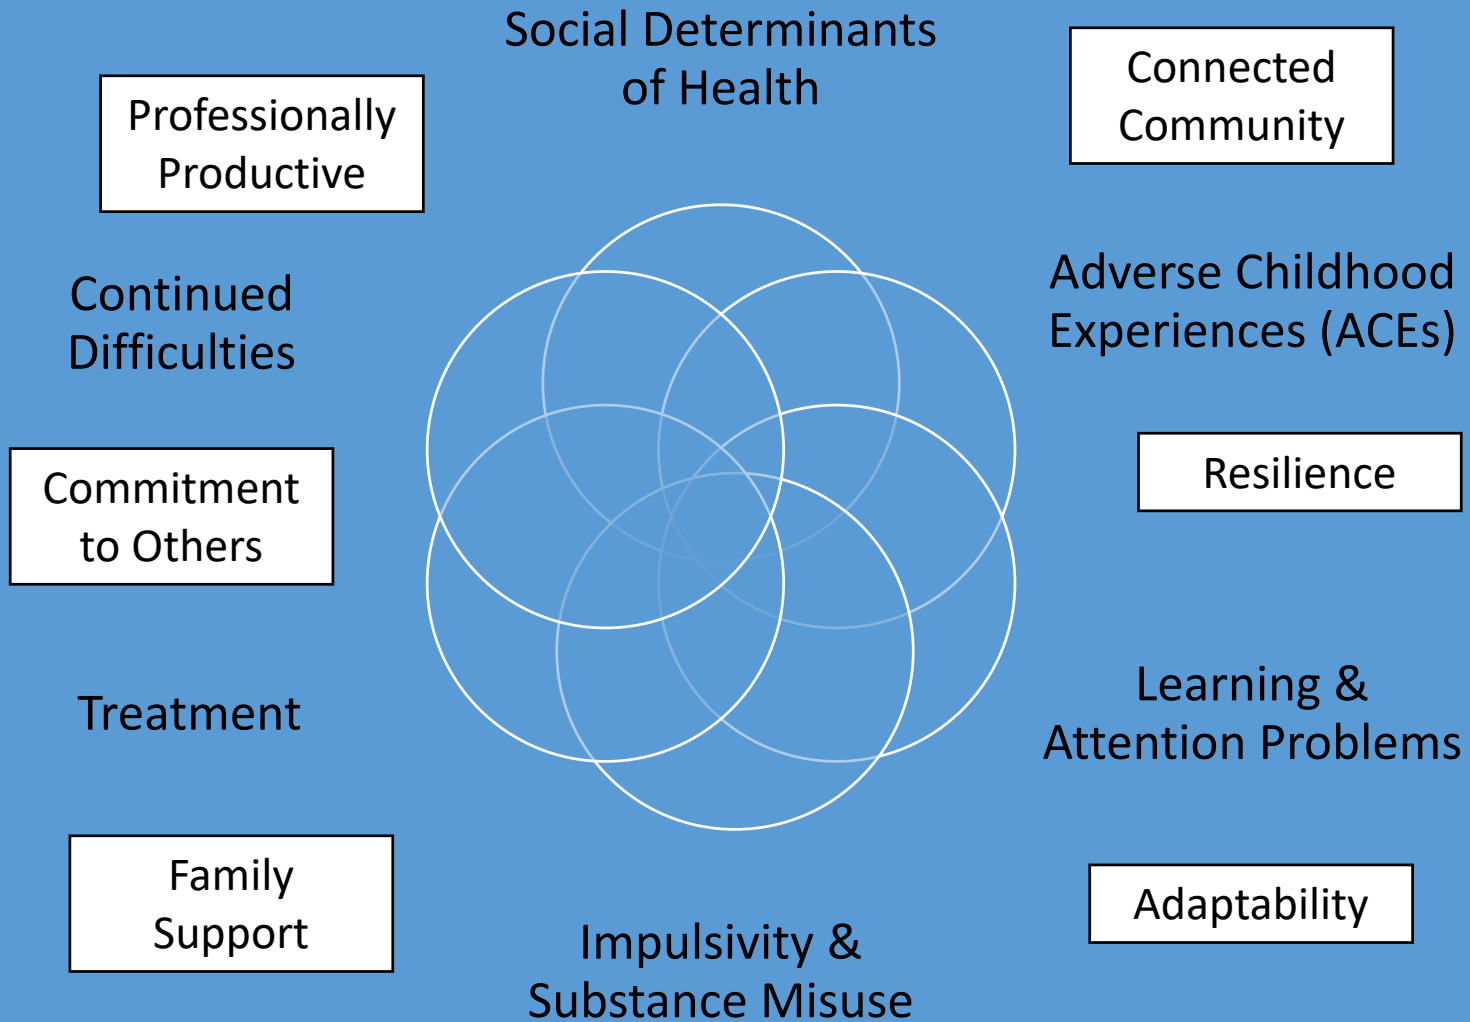 Social Determinants
of Health
Connected
Community
Professionally
Productive
Adverse Childhood
Experiences (ACEs)
Continued
Difficulties
Resilience
Commitment
to Others
Learning &
Attention Problems
Treatment
Family
Support
Adaptability
Impulsivity &
Substance Misuse